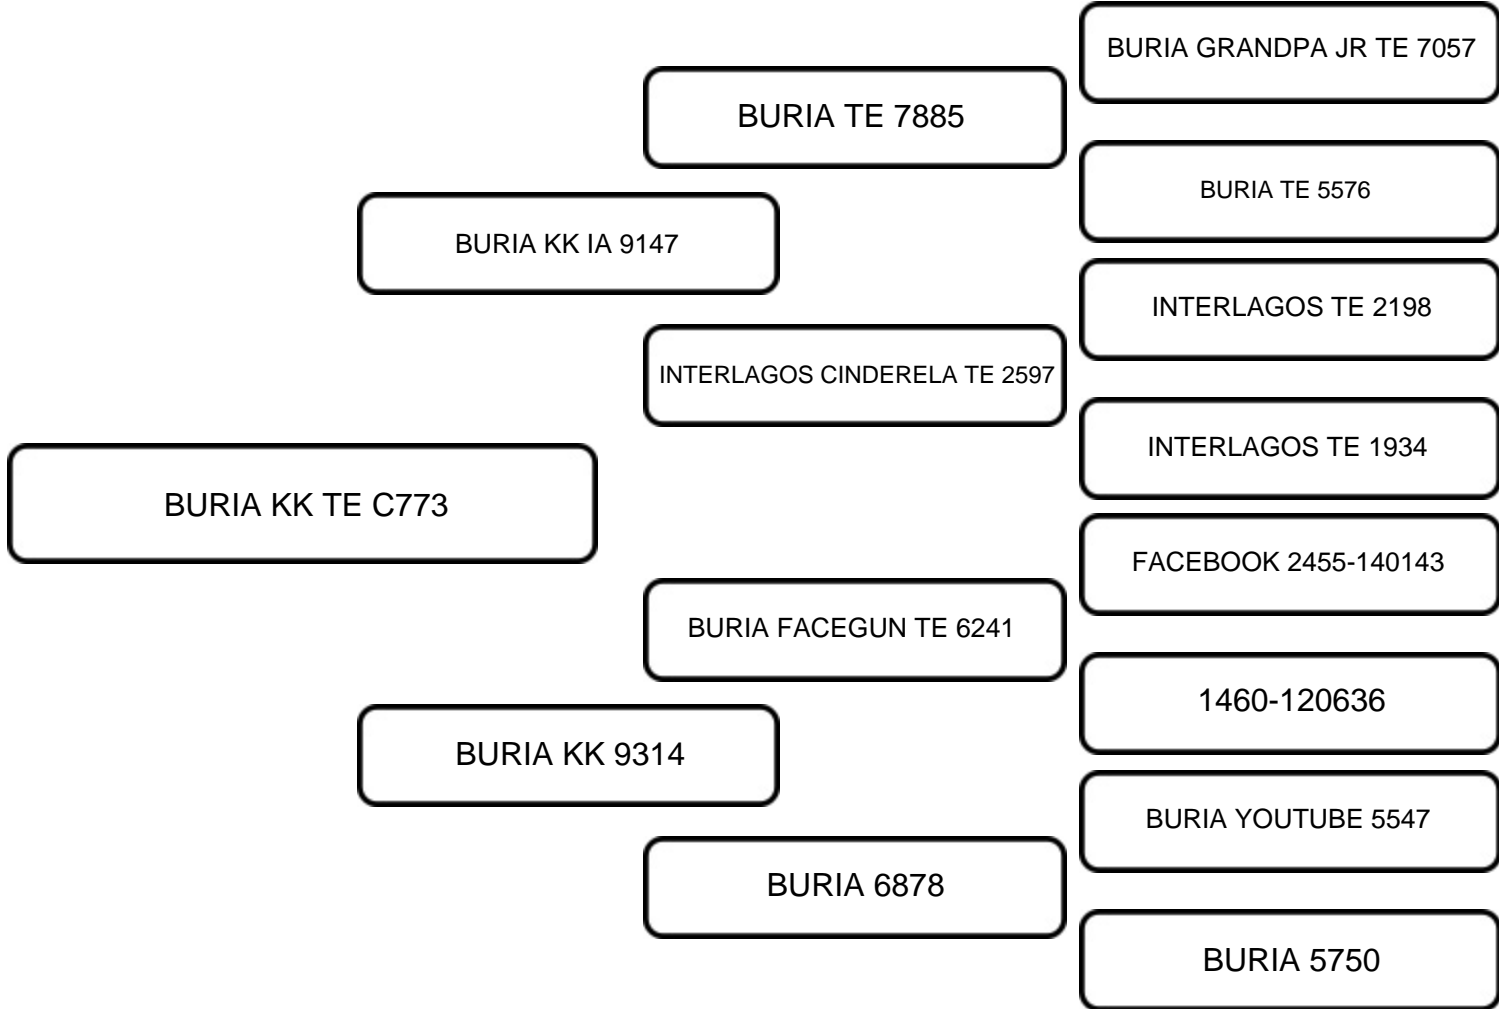 BURIA GRANDPA JR TE 7057
BURIA TE 7885
BURIA TE 5576
BURIA KK IA 9147
INTERLAGOS TE 2198
INTERLAGOS CINDERELA TE 2597
INTERLAGOS TE 1934
BURIA KK TE C773
FACEBOOK 2455-140143
BURIA FACEGUN TE 6241
1460-120636
BURIA KK 9314
BURIA YOUTUBE 5547
BURIA 6878
BURIA 5750